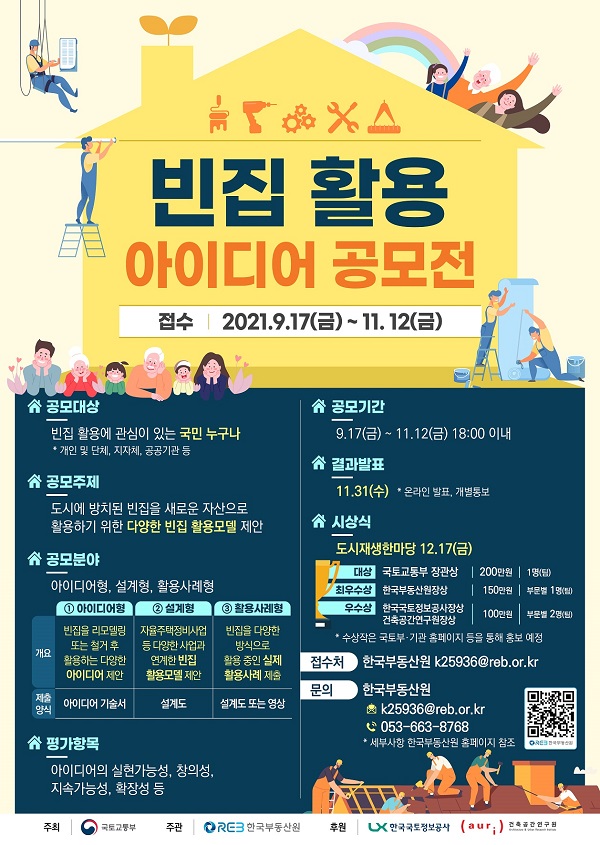 빈집 활용
아이디어 공모전
접수 | 2021.9.17(금) ~ 11. 12(금)
공모대상
빈집 활용에 관심이 있는 국민 누구나
* 개인 및 단체, 지자체, 공공기관 등
공모주제
도시에 방치된 빈집을 새로운 자산으로
활용하기 위한 다양한 빈집 활용모델 제안
공모분야
아이디어형, 설계형, 활용사례형
① 아이디어형 ② 설계형 ③ 활용사례형
개요
빈집을 리모델링
또는 철거 후
활용하는 다양한
아이디어 제안
자율주택정비사업
등 다양한 사업과
연계한 빈집
활용모델 제안
빈집을 다양한
방식으로
활용 중인 실제
활용사례 제출
제출
양식
아이디어 기술서 설계도 설계도 또는 영상
평가항목
아이디어의 실현가능성, 창의성,
지속가능성, 확장성 등
공모기간
9.17(금) ~ 11.12(금) 18:00 이내
결과발표
11.31(수) * 온라인 발표, 개별통보
시상식
도시재생한마당 12.17(금)
대상 국토교통부 장관상 | 200만원 | 1명(팀)
최우수상 한국부동산원장상 | 150만원 | 부문별 1명(팀)
우수상 한국국토정보공사장상
건축공간연구원장상 | 100만원 | 부문별 2명(팀)
* 수상작은 국토부·기관 홈페이지 등을 통해 홍보 예정
접수처 한국부동산원 k25936@reb.or.kr
문의 한국부동산원
k25936@reb.or.kr
053-663-8768
* 세부사항 한국부동산원 홈페이지 참조
REB 한국부동산원
주최 | 국토교통부 주관 | REB 한국부동산원 후원 | LX 한국국토정보공사 (auri) 건축공간연구원